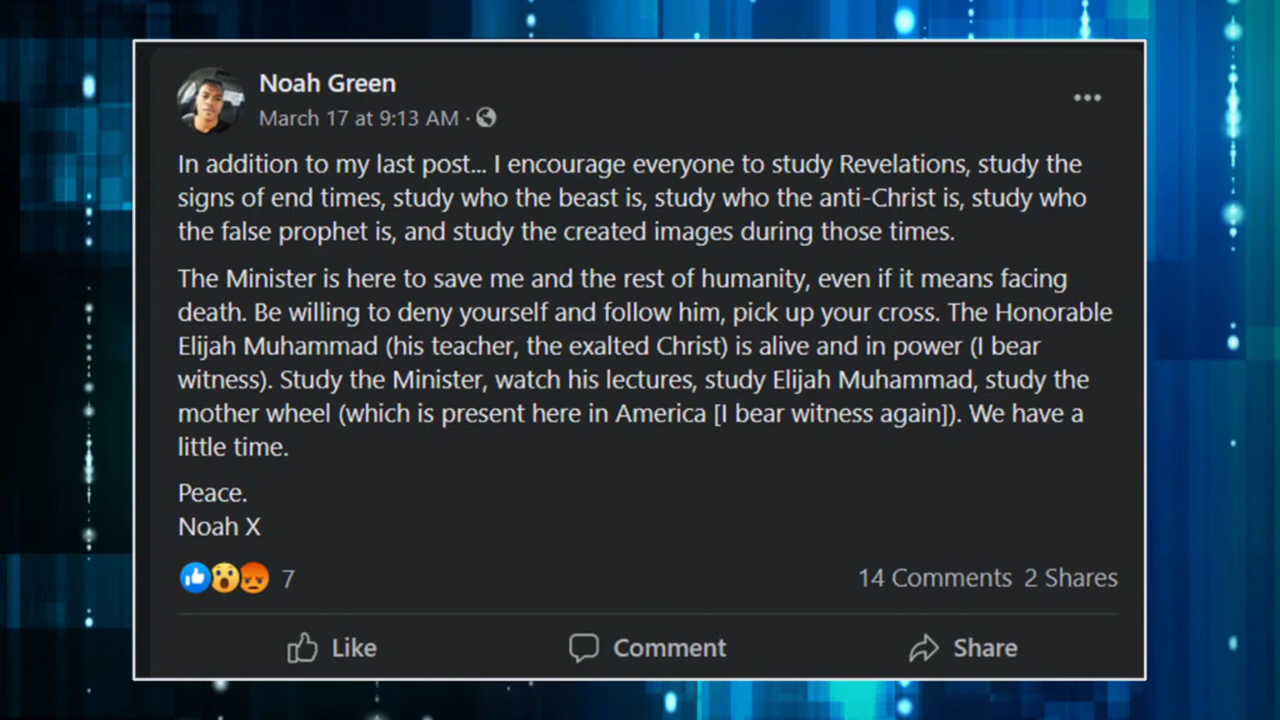 Noah Green
March 17 at 9:13 AM ·
In addition to my last post... I encourage everyone to study Revelations, study the
signs of end times, study who the beast is, study who the anti-Christ is, study who
the false prophet is, and study the created images during those times.
The Minister is here to save me and the rest of humanity, even if it means facing
death. Be willing to deny yourself and follow him, pick up your cross. The Honorable
Elijah Muhammad (his teacher, the exalted Christ) is alive and in power (I bear
witness). Study the Minister, watch his lectures, study Elijah Muhammad, study the
mother wheel (which is present here in America [I bear witness again]). We have a
little time.
Peace.
Noah X
7
14 Comments 2 Shares
Like Comment Share